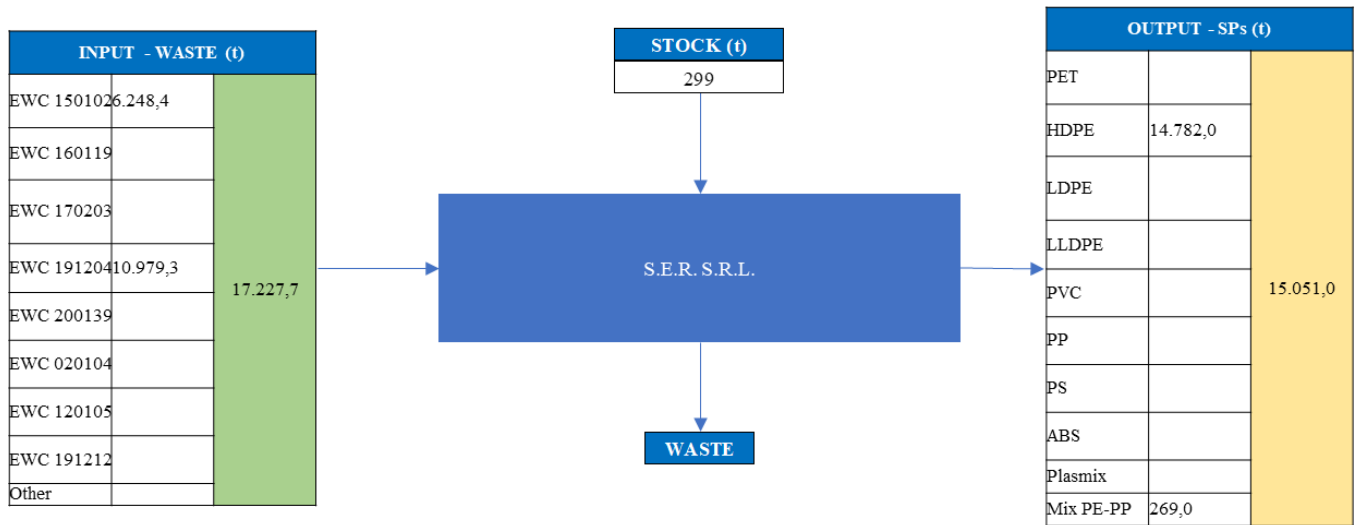 INPUT - WASTE (t)
EWC 150102 6.248,4
EWC 160119
EWC 170203
EWC 191204 10.979,3
EWC 200139
EWC 020104
EWC 120105
EWC 191212
Other
17.227,7
STOCK (t)
299
S.E.R. S.R.L.
WASTE
OUTPUT - SPs (t)
PET
HDPE 14.782,0
LDPE
LLDPE
PVC
PP
PS
ABS
Plasmix
Mix PE-PP 269,0
15.051,0